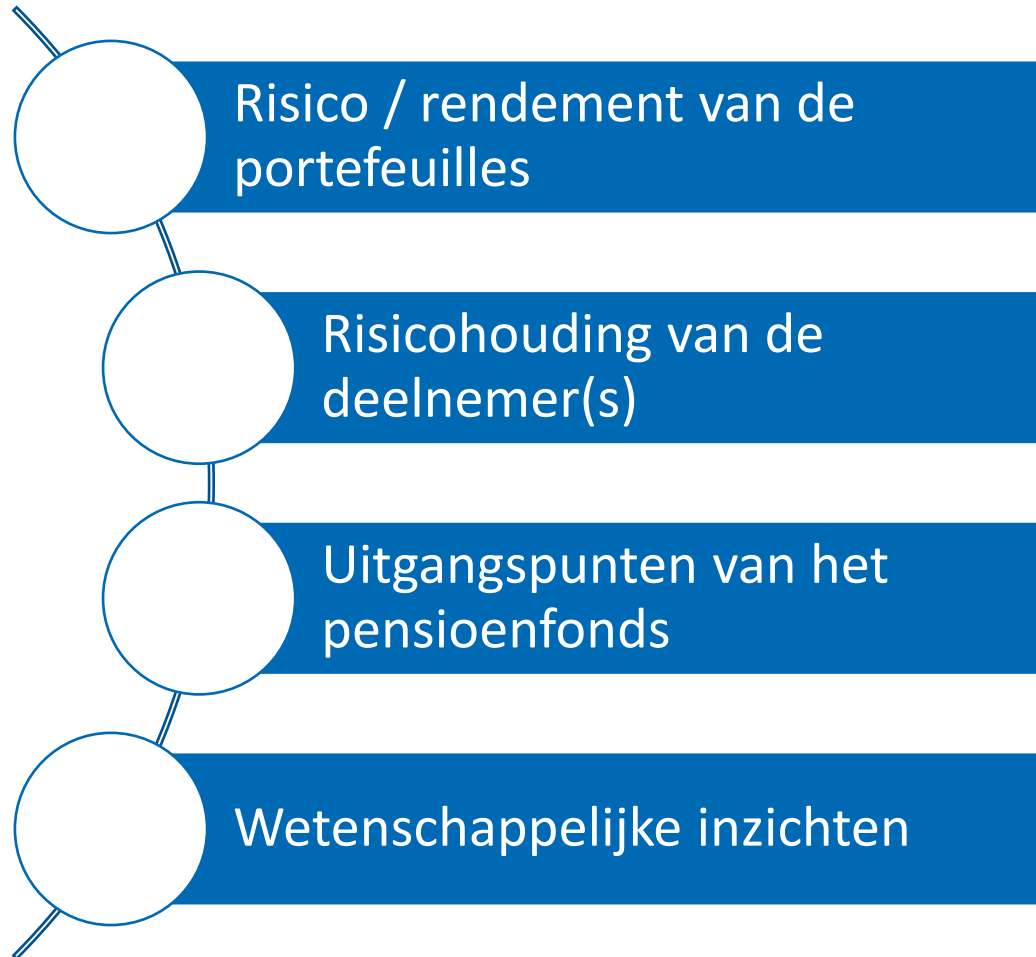 Risico / rendement van de
portefeuilles
Risicohouding van de
deelnemer(s)
Uitgangspunten van het
pensioenfonds
Wetenschappelijke inzichten